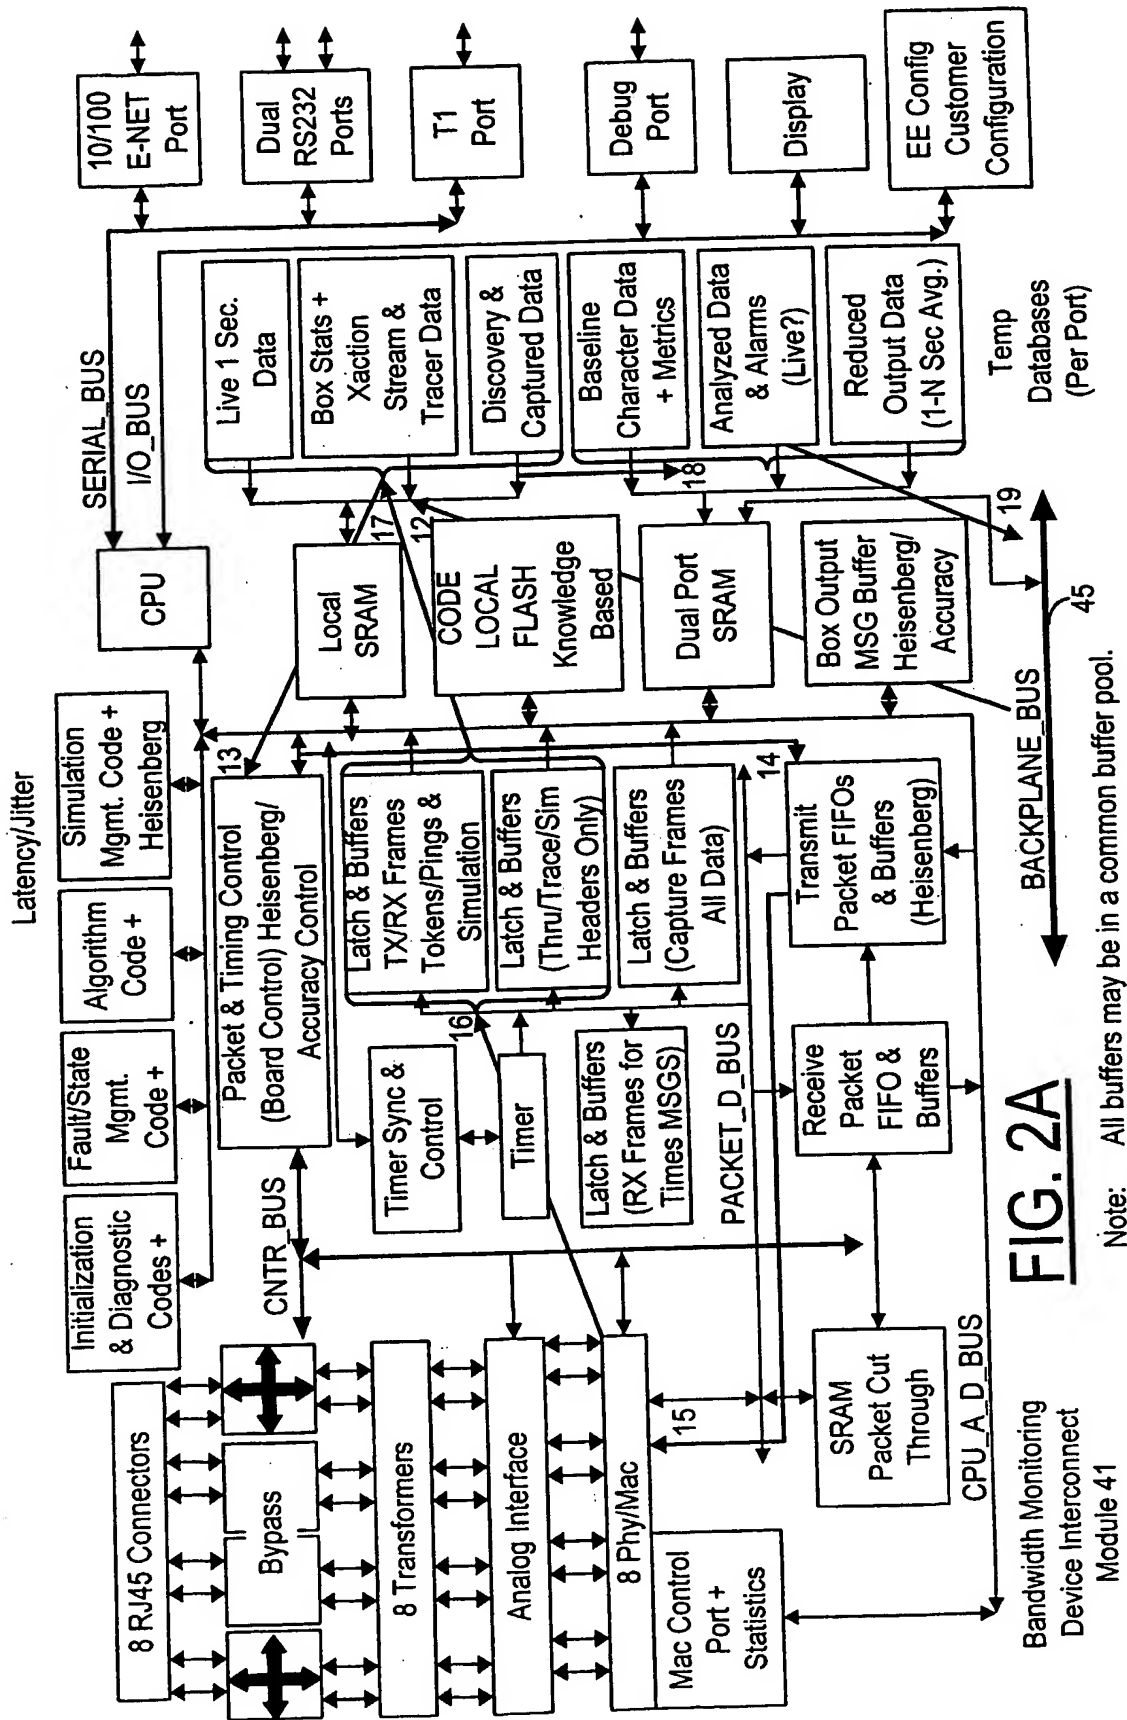 Latency/Jitter
Initialization
& Diagnostic
Codes +
Fault/State
Mgmt.
Code +
Algorithm
Code +
Simulation
Mgmt. Code +
Heisenberg
CPU
SERIAL_BUS
I/O_BUS
10/100
E-NET
Port
Dual
RS232
Ports
T1
Port
Debug
Port
Display
EE Config
Customer
Configuration
8 RJ45 Connectors
Bypass
8 Transformers
Analog Interface
8 Phy/Mac
Mac Control
Port +
Statistics
CNTR_BUS
Packet & Timing Control
(Board Control) Heisenberg/
Accuracy Control
13
Timer Sync &
Control
Timer
16
Latch & Buffers
TX/RX Frames
Tokens/Pings &
Simulation
Latch & Buffers
(Thru/Trace/Sim
Headers Only)
Latch & Buffers
(Capture Frames
All Data)
Latch & Buffers
(RX Frames for
Times MSGS)
PACKET_D_BUS
14
Transmit
Packet FIFOs
& Buffers
(Heisenberg)
Receive
Packet
FIFO &
Buffers
15
SRAM
Packet Cut
Through
CPU_A_D_BUS
Local
SRAM
17
12
CODE
LOCAL
FLASH
Knowledge
Based
Dual Port
SRAM
18
Box Output
MSG Buffer
Heisenberg/
Accuracy
19
Live 1 Sec.
Data
Box Stats +
Xaction
Stream &
Tracer Data
Discovery &
Captured Data
Baseline
Character Data
+ Metrics
Analyzed Data
& Alarms
(Live?)
Reduced
Output Data
(1-N Sec Avg.)
Temp
Databases
(Per Port)
BACKPLANE_BUS
45
Bandwidth Monitoring
Device Interconnect
Module 41
FIG. 2A
Note: All buffers may be in a common buffer pool.